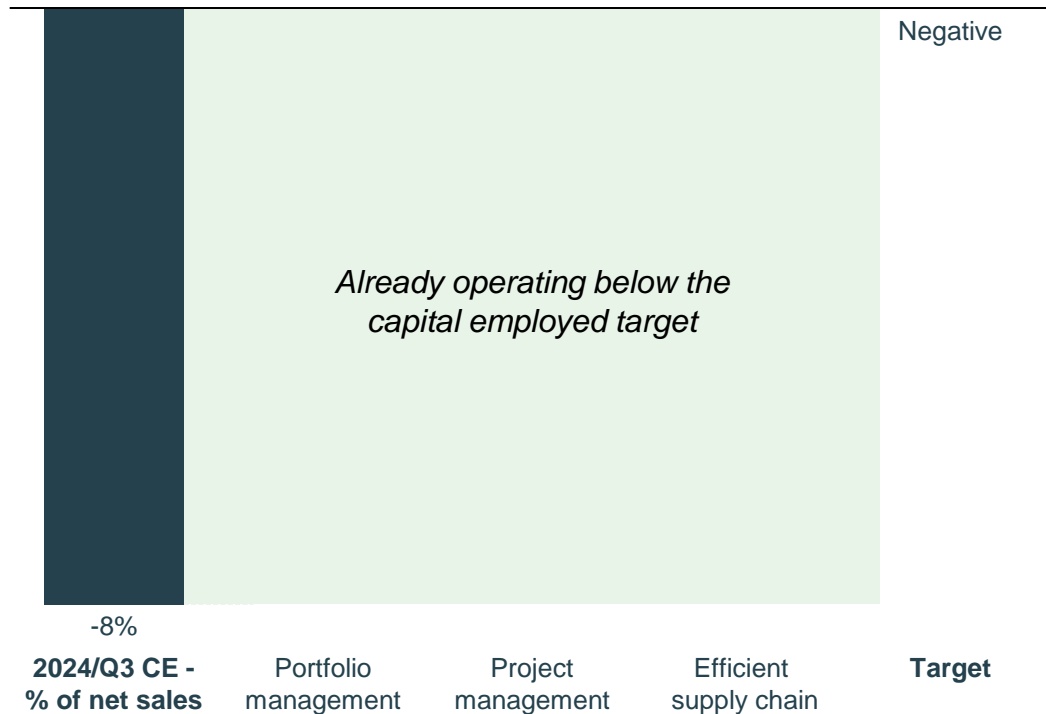 Negative
Already operating below the
capital employed target
-8%
2024/Q3 CE -
% of net sales
Portfolio
management
Project
management
Efficient
supply chain
Target